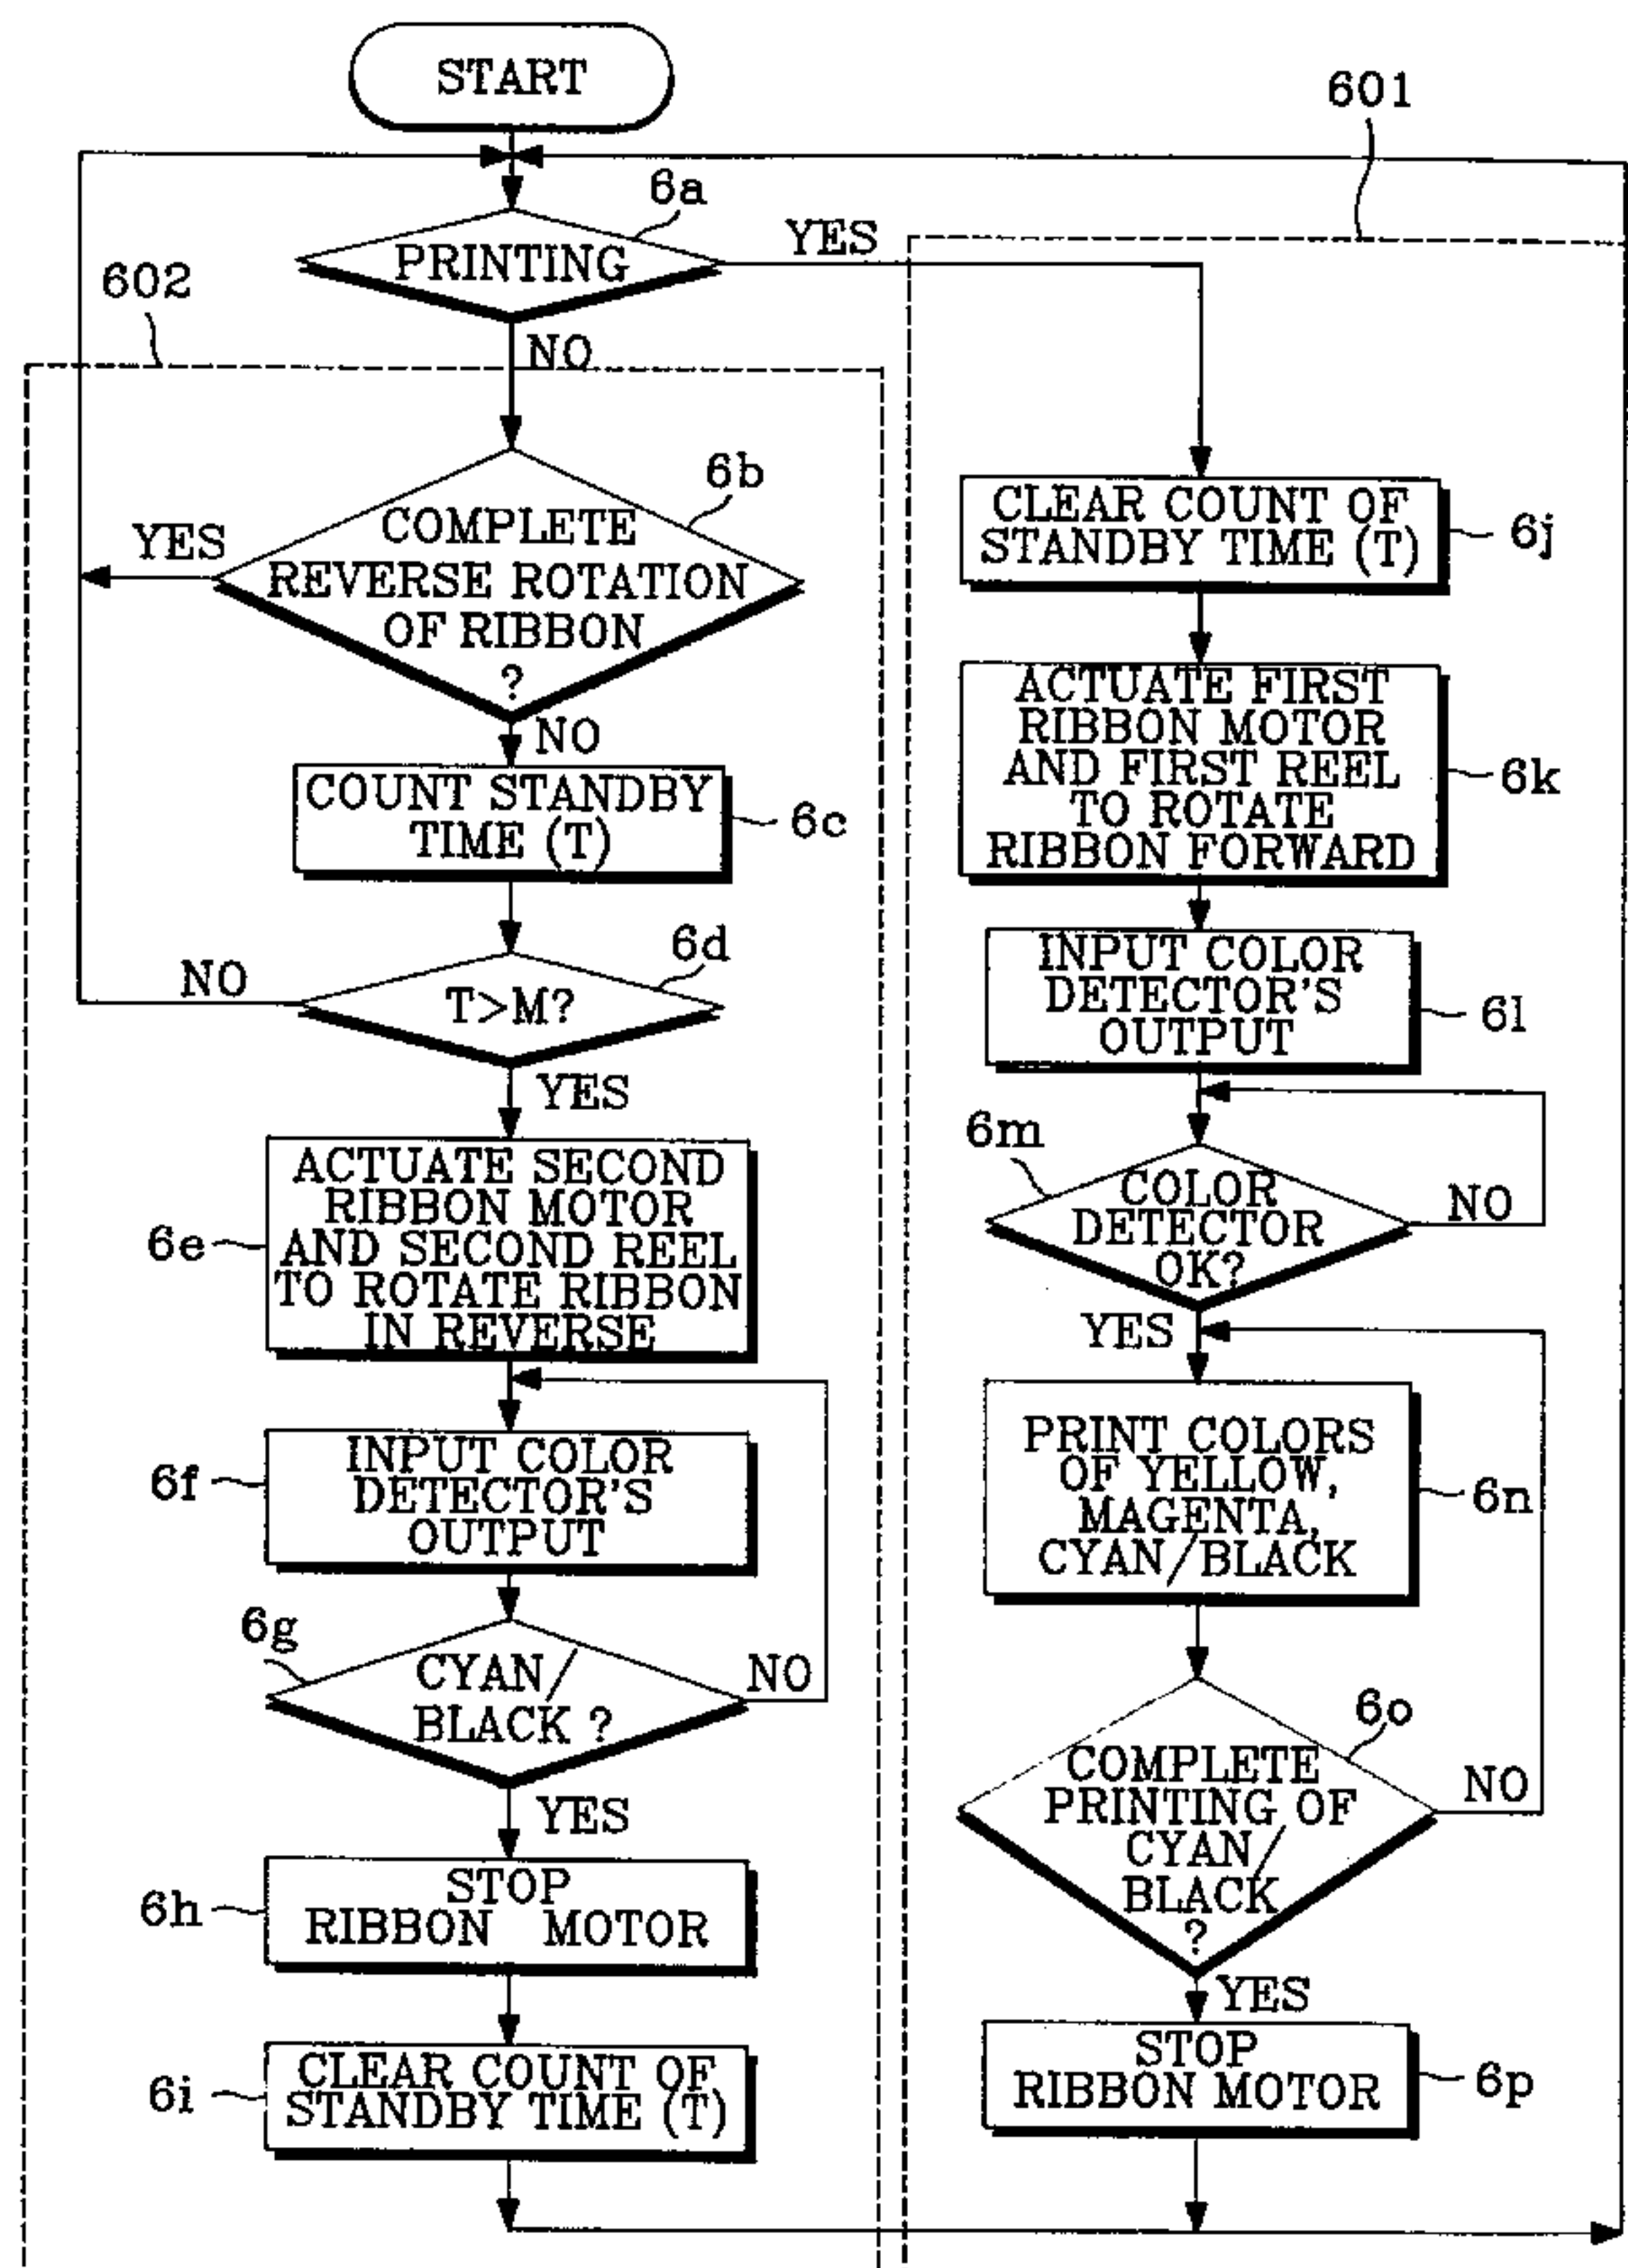 START
601
6a
YES
PRINTING
602
NO
6b
COMPLETE
REVERSE ROTATION
OF RIBBON
?
YES
NO
COUNT STANDBY
TIME (T)
6c
6d
T>M?
NO
YES
ACTUATE SECOND
RIBBON MOTOR
AND SECOND REEL
TO ROTATE RIBBON
IN REVERSE
6e
INPUT COLOR
DETECTOR'S
OUTPUT
6f
6g
CYAN/
BLACK ?
NO
YES
STOP
RIBBON MOTOR
6h
CLEAR COUNT OF
STANDBY TIME (T)
6i
CLEAR COUNT OF
STANDBY TIME (T)
6j
ACTUATE FIRST
RIBBON MOTOR
AND FIRST REEL
TO ROTATE
RIBBON FORWARD
6k
INPUT COLOR
DETECTOR'S
OUTPUT
6l
6m
COLOR
DETECTOR
OK?
NO
YES
PRINT COLORS
OF YELLOW,
MAGENTA,
CYAN/BLACK
6n
6o
COMPLETE
PRINTING OF
CYAN/
BLACK
?
NO
YES
STOP
RIBBON MOTOR
6p